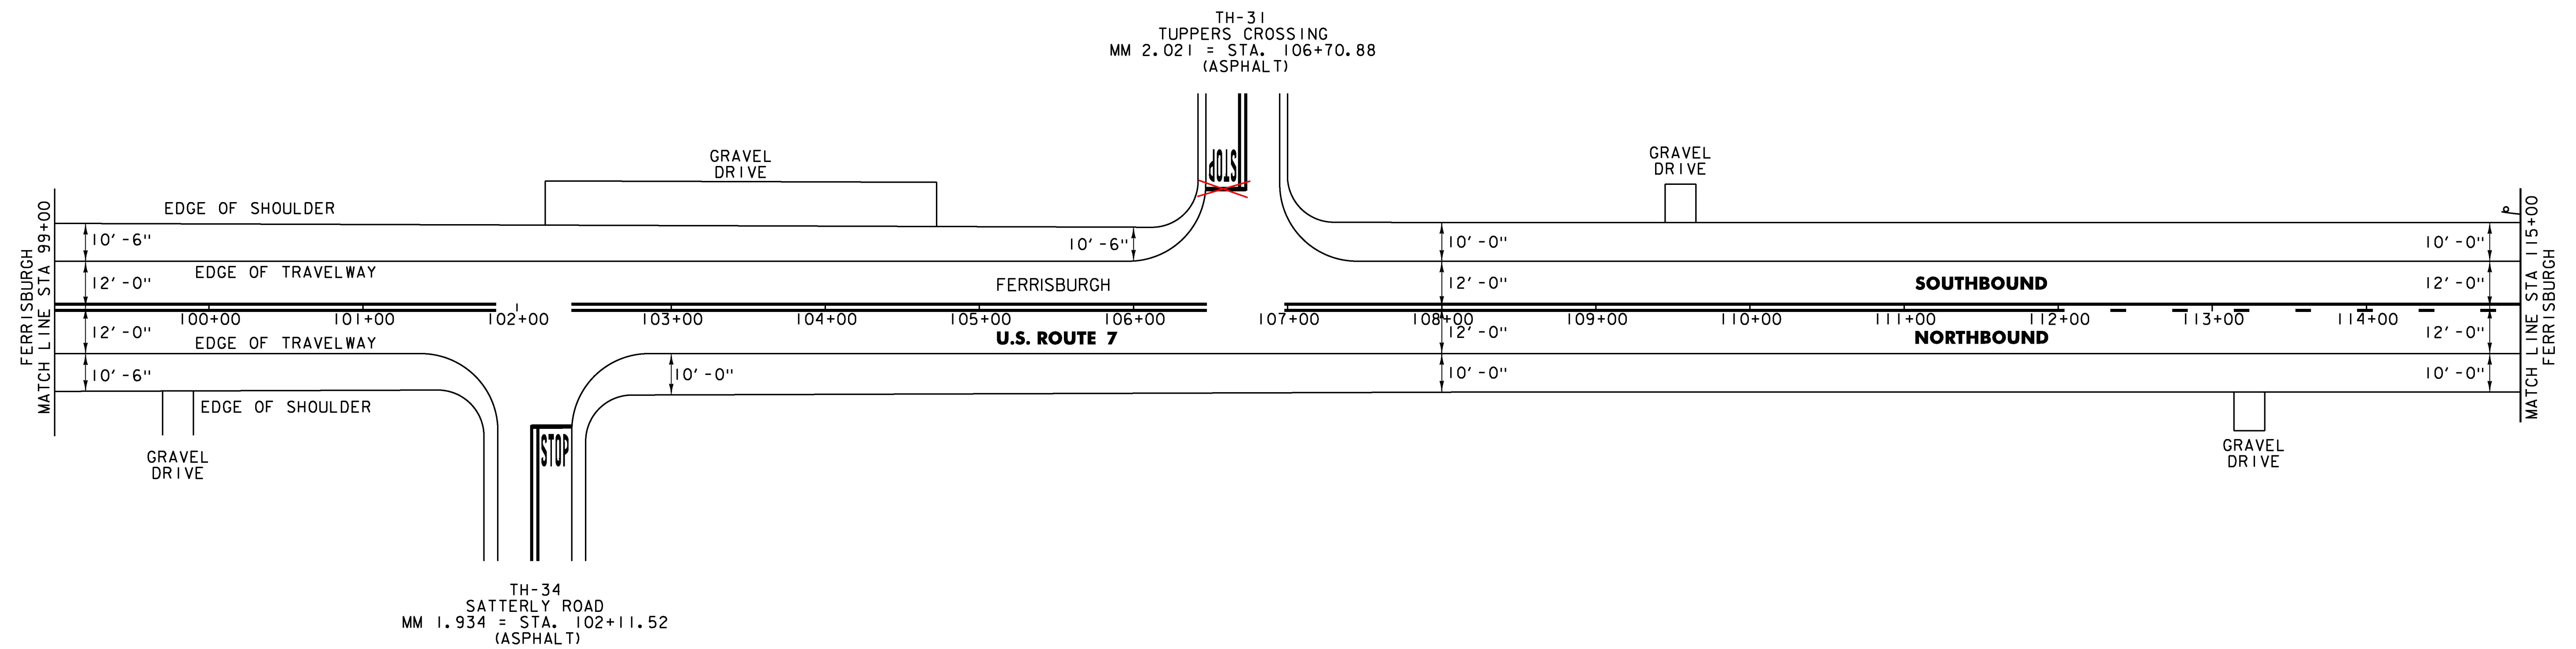 TH-31
TUPPERS CROSSING
MM 2.021 = STA. 106+70.88
(ASPHALT)
GRAVEL
DRIVE
STOP
GRAVEL
DRIVE
FERRISBURGH
MATCH LINE STA 99+00
EDGE OF SHOULDER
MATCH LINE STA 115+00
FERRISBURGH
10'-6"
10'-6"
10'-0"
10'-0"
EDGE OF TRAVELWAY
12'-0"
FERRISBURGH
12'-0"
SOUTHBOUND
12'-0"
100+00 101+00 102+00 103+00 104+00 105+00 106+00 107+00 108+00 109+00 110+00 111+00 112+00 113+00 114+00
12'-0"
EDGE OF TRAVELWAY
U.S. ROUTE 7
12'-0"
NORTHBOUND
12'-0"
10'-6"
10'-0"
10'-0"
10'-0"
EDGE OF SHOULDER
GRAVEL
DRIVE
STOP
GRAVEL
DRIVE
TH-34
SATTERLY ROAD
MM 1.934 = STA. 102+11.52
(ASPHALT)